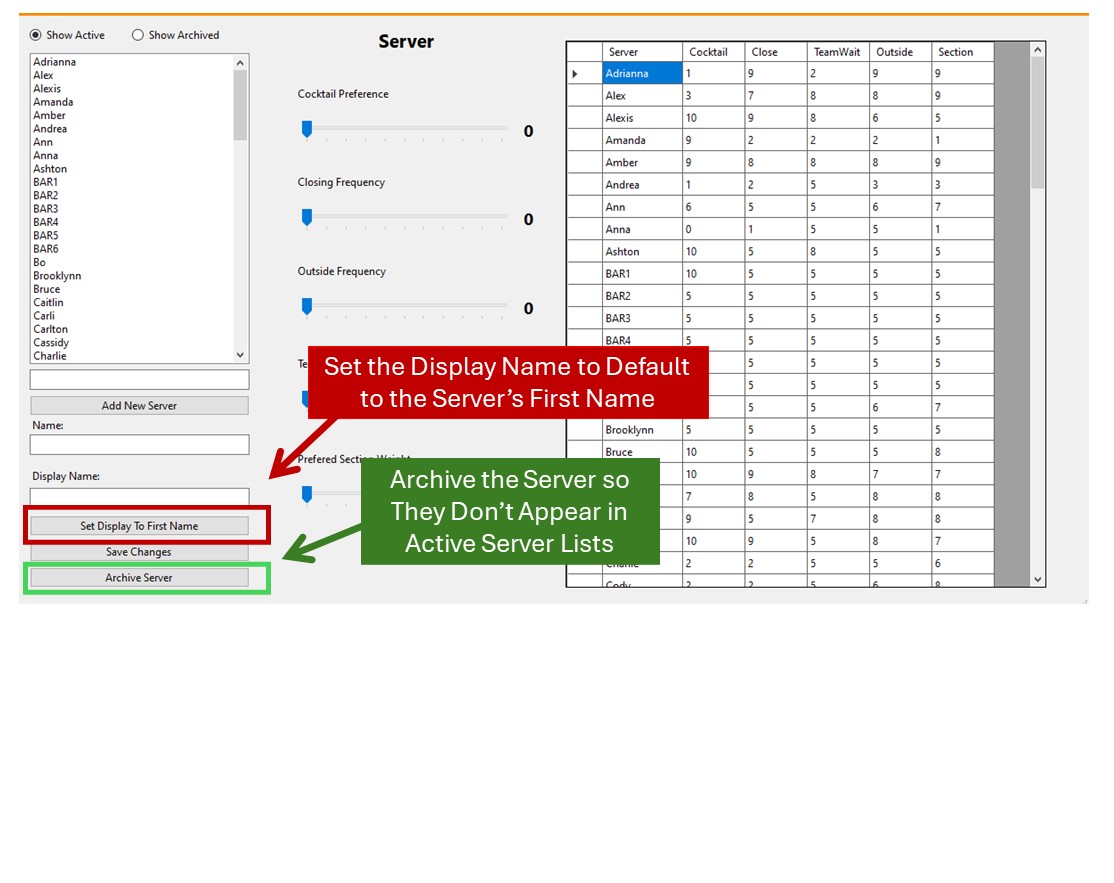 Show Active Show Archived
Adrianna
Alex
Alexis
Amanda
Amber
Andrea
Ann
Anna
Ashton
BAR1
BAR2
BAR3
BAR4
BAR5
BAR6
Bo
Brooklynn
Bruce
Caitlin
Carli
Carlton
Cassidy
Charlie
Add New Server
Name:
Display Name:
Set Display To First Name
Save Changes
Archive Server
Server
Cocktail Preference
0
Closing Frequency
0
Outside Frequency
0
Te
Prefered Section Weight
Set the Display Name to Default
to the Server's First Name
Archive the Server so
They Don't Appear in
Active Server Lists
Server Cocktail Close TeamWait Outside Section
Adrianna 1 9 2 9 9
Alex 3 7 8 8 9
Alexis 10 9 8 6 5
Amanda 9 2 2 2 1
Amber 9 8 8 8 9
Andrea 1 2 5 3 3
Ann 6 5 5 6 7
Anna 0 1 5 5 1
Ashton 10 5 8 5 5
BAR1 10 5 5 5 5
BAR2 5 5 5 5 5
BAR3 5 5 5 5 5
BAR4 5 5 5 5 5
5 5 5 5
5 5 5 5
5 5 6 7
Brooklynn 5 5 5 5 5
Bruce 10 5 5 5 8
10 9 8 7 7
7 8 5 8 8
9 5 7 8 8
10 9 5 8 7
Charlie 2 2 5 5 6
Cody 2 2 5 6 8